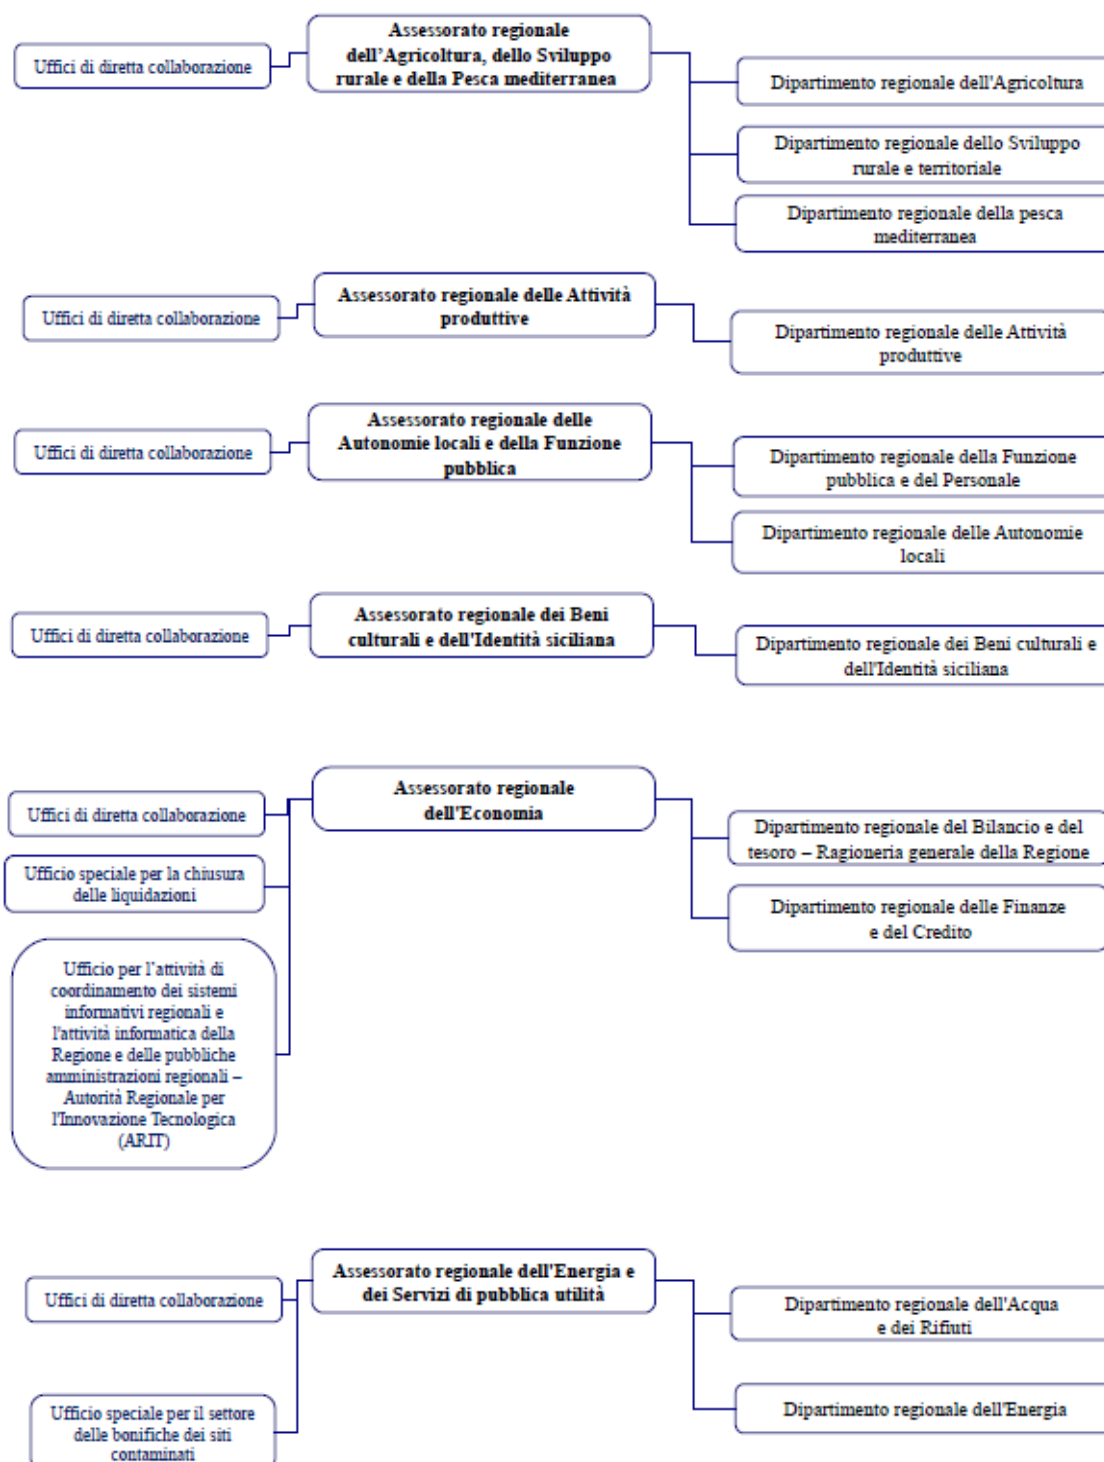 Assessorato regionale
dell'Agricoltura, dello Sviluppo
rurale e della Pesca mediterranea
Uffici di diretta collaborazione
Dipartimento regionale dell'Agricoltura
Dipartimento regionale dello Sviluppo
rurale e territoriale
Dipartimento regionale della pesca
mediterranea
Assessorato regionale delle Attività
produttive
Uffici di diretta collaborazione
Dipartimento regionale delle Attività
produttive
Assessorato regionale delle
Autonomie locali e della Funzione
pubblica
Uffici di diretta collaborazione
Dipartimento regionale della Funzione
pubblica e del Personale
Dipartimento regionale delle Autonomie
locali
Assessorato regionale dei Beni
culturali e dell'Identità siciliana
Uffici di diretta collaborazione
Dipartimento regionale dei Beni culturali e
dell'Identità siciliana
Assessorato regionale
dell'Economia
Uffici di diretta collaborazione
Ufficio speciale per la chiusura
delle liquidazioni
Ufficio per l'attività di
coordinamento dei sistemi
informativi regionali e
l'attività informatica della
Regione e delle pubbliche
amministrazioni regionali –
Autorità Regionale per
l'Innovazione Tecnologica
(ARIT)
Dipartimento regionale del Bilancio e del
tesoro – Ragioneria generale della Regione
Dipartimento regionale delle Finanze
e del Credito
Assessorato regionale dell'Energia e
dei Servizi di pubblica utilità
Uffici di diretta collaborazione
Ufficio speciale per il settore
delle bonifiche dei siti
contaminati
Dipartimento regionale dell'Acqua
e dei Rifiuti
Dipartimento regionale dell'Energia